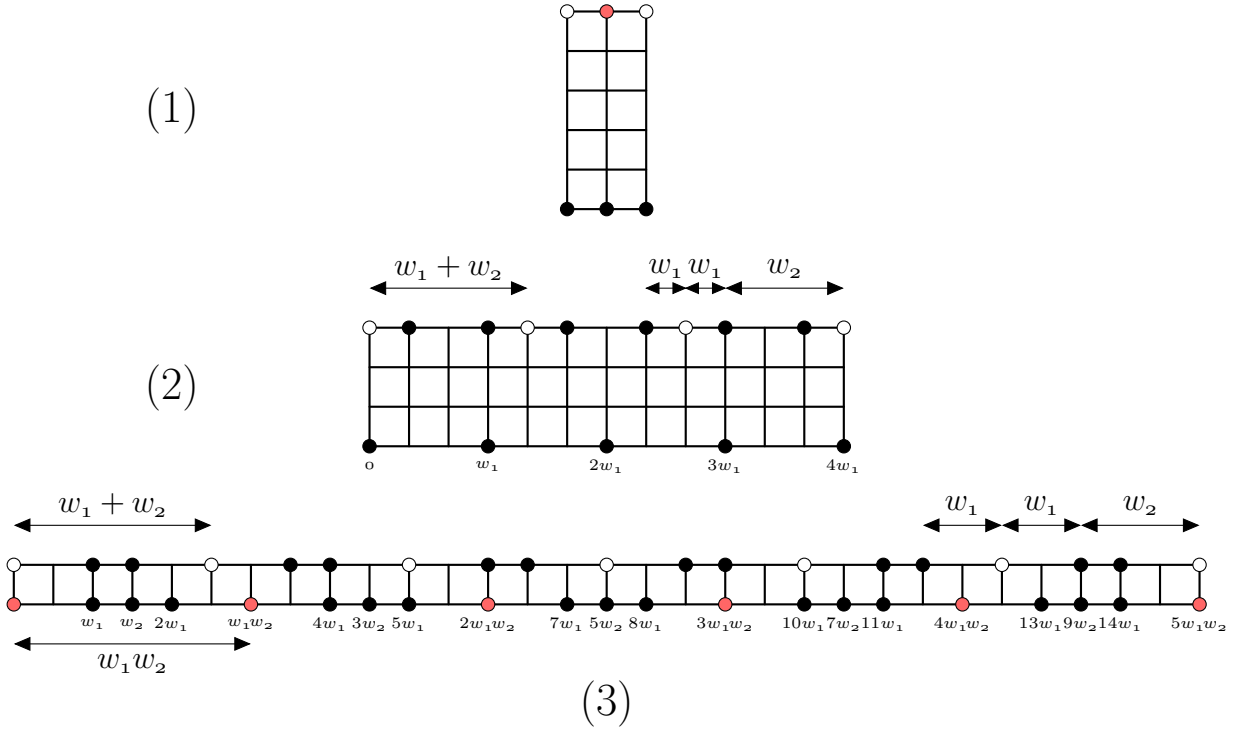 (1)
w₁ + w₂ w₁ w₁ w₂
(2)
o w₁ 2w₁ 3w₁ 4w₁
w₁ + w₂ w₁ w₁ w₂
w₁ w₂ 2w₁ w₁w₂ 4w₁ 3w₂ 5w₁ 2w₁w₂ 7w₁ 5w₂ 8w₁ 3w₁w₂ 10w₁ 7w₂ 11w₁ 4w₁w₂ 13w₁ 9w₂ 14w₁ 5w₁w₂
w₁w₂
(3)